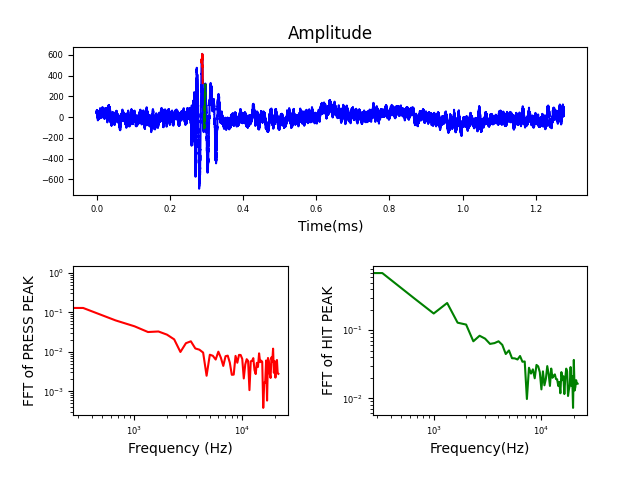 Amplitude
600
400
200
0
−200
−400
−600
0.0 0.2 0.4 0.6 0.8 1.0 1.2
Time(ms)
FFT of PRESS PEAK
10⁰
10⁻¹
10⁻²
10⁻³
10³ 10⁴
Frequency (Hz)
FFT of HIT PEAK
10⁻¹
10⁻²
10³ 10⁴
Frequency(Hz)